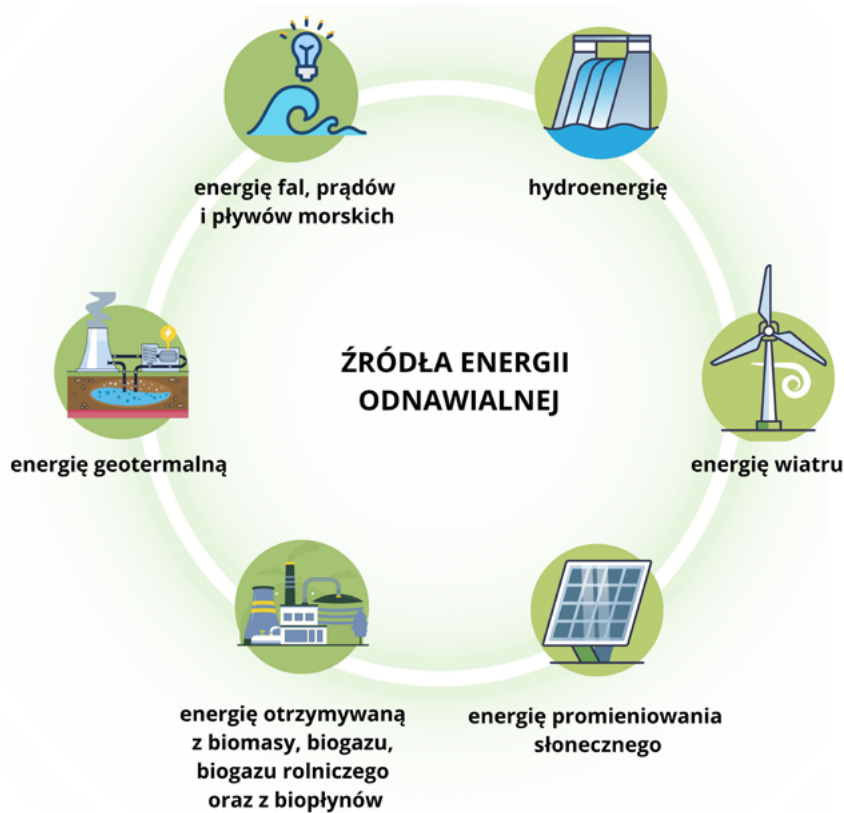 energię fal, prądów
i pływów morskich
hydroenergię
ŹRÓDŁA ENERGII
ODNAWIALNEJ
energię geotermalną
energię wiatru
energię otrzymywaną
z biomasy, biogazu,
biogazu rolniczego
oraz z biopłynów
energię promieniowania
słonecznego